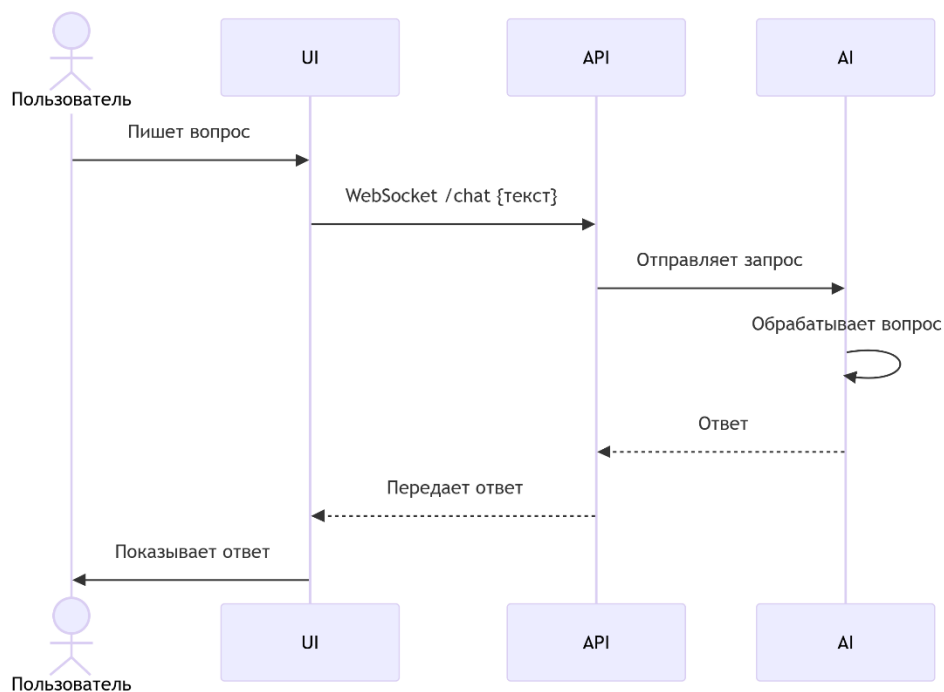 Пользователь
UI
API
AI
Пишет вопрос
WebSocket /chat {текст}
Отправляет запрос
Обрабатывает вопрос
Ответ
Передает ответ
Показывает ответ
Пользователь
UI
API
AI